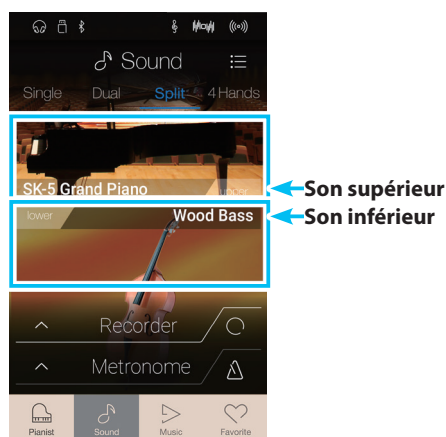 Sound
Single Dual Split 4 Hands
SK-5 Grand Piano upper
Son supérieur
lower Wood Bass
Son inférieur
Recorder
Metronome
Pianist Sound Music Favorite